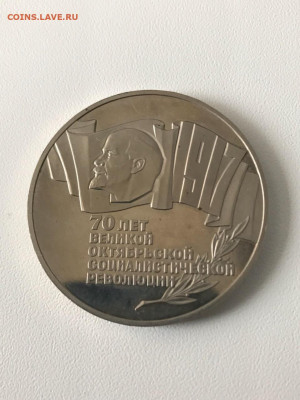 COINS.LAVE.RU
1917
70 ЛЕТ
ВЕЛИКОЙ
ОКТЯБРЬСКОЙ
СОЦИАЛИСТИЧЕСКОЙ
РЕВОЛЮЦИИ